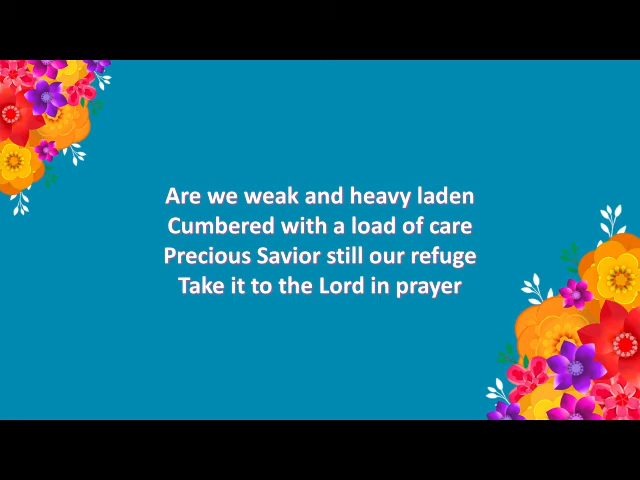 Are we weak and heavy laden
Cumbered with a load of care
Precious Savior still our refuge
Take it to the Lord in prayer